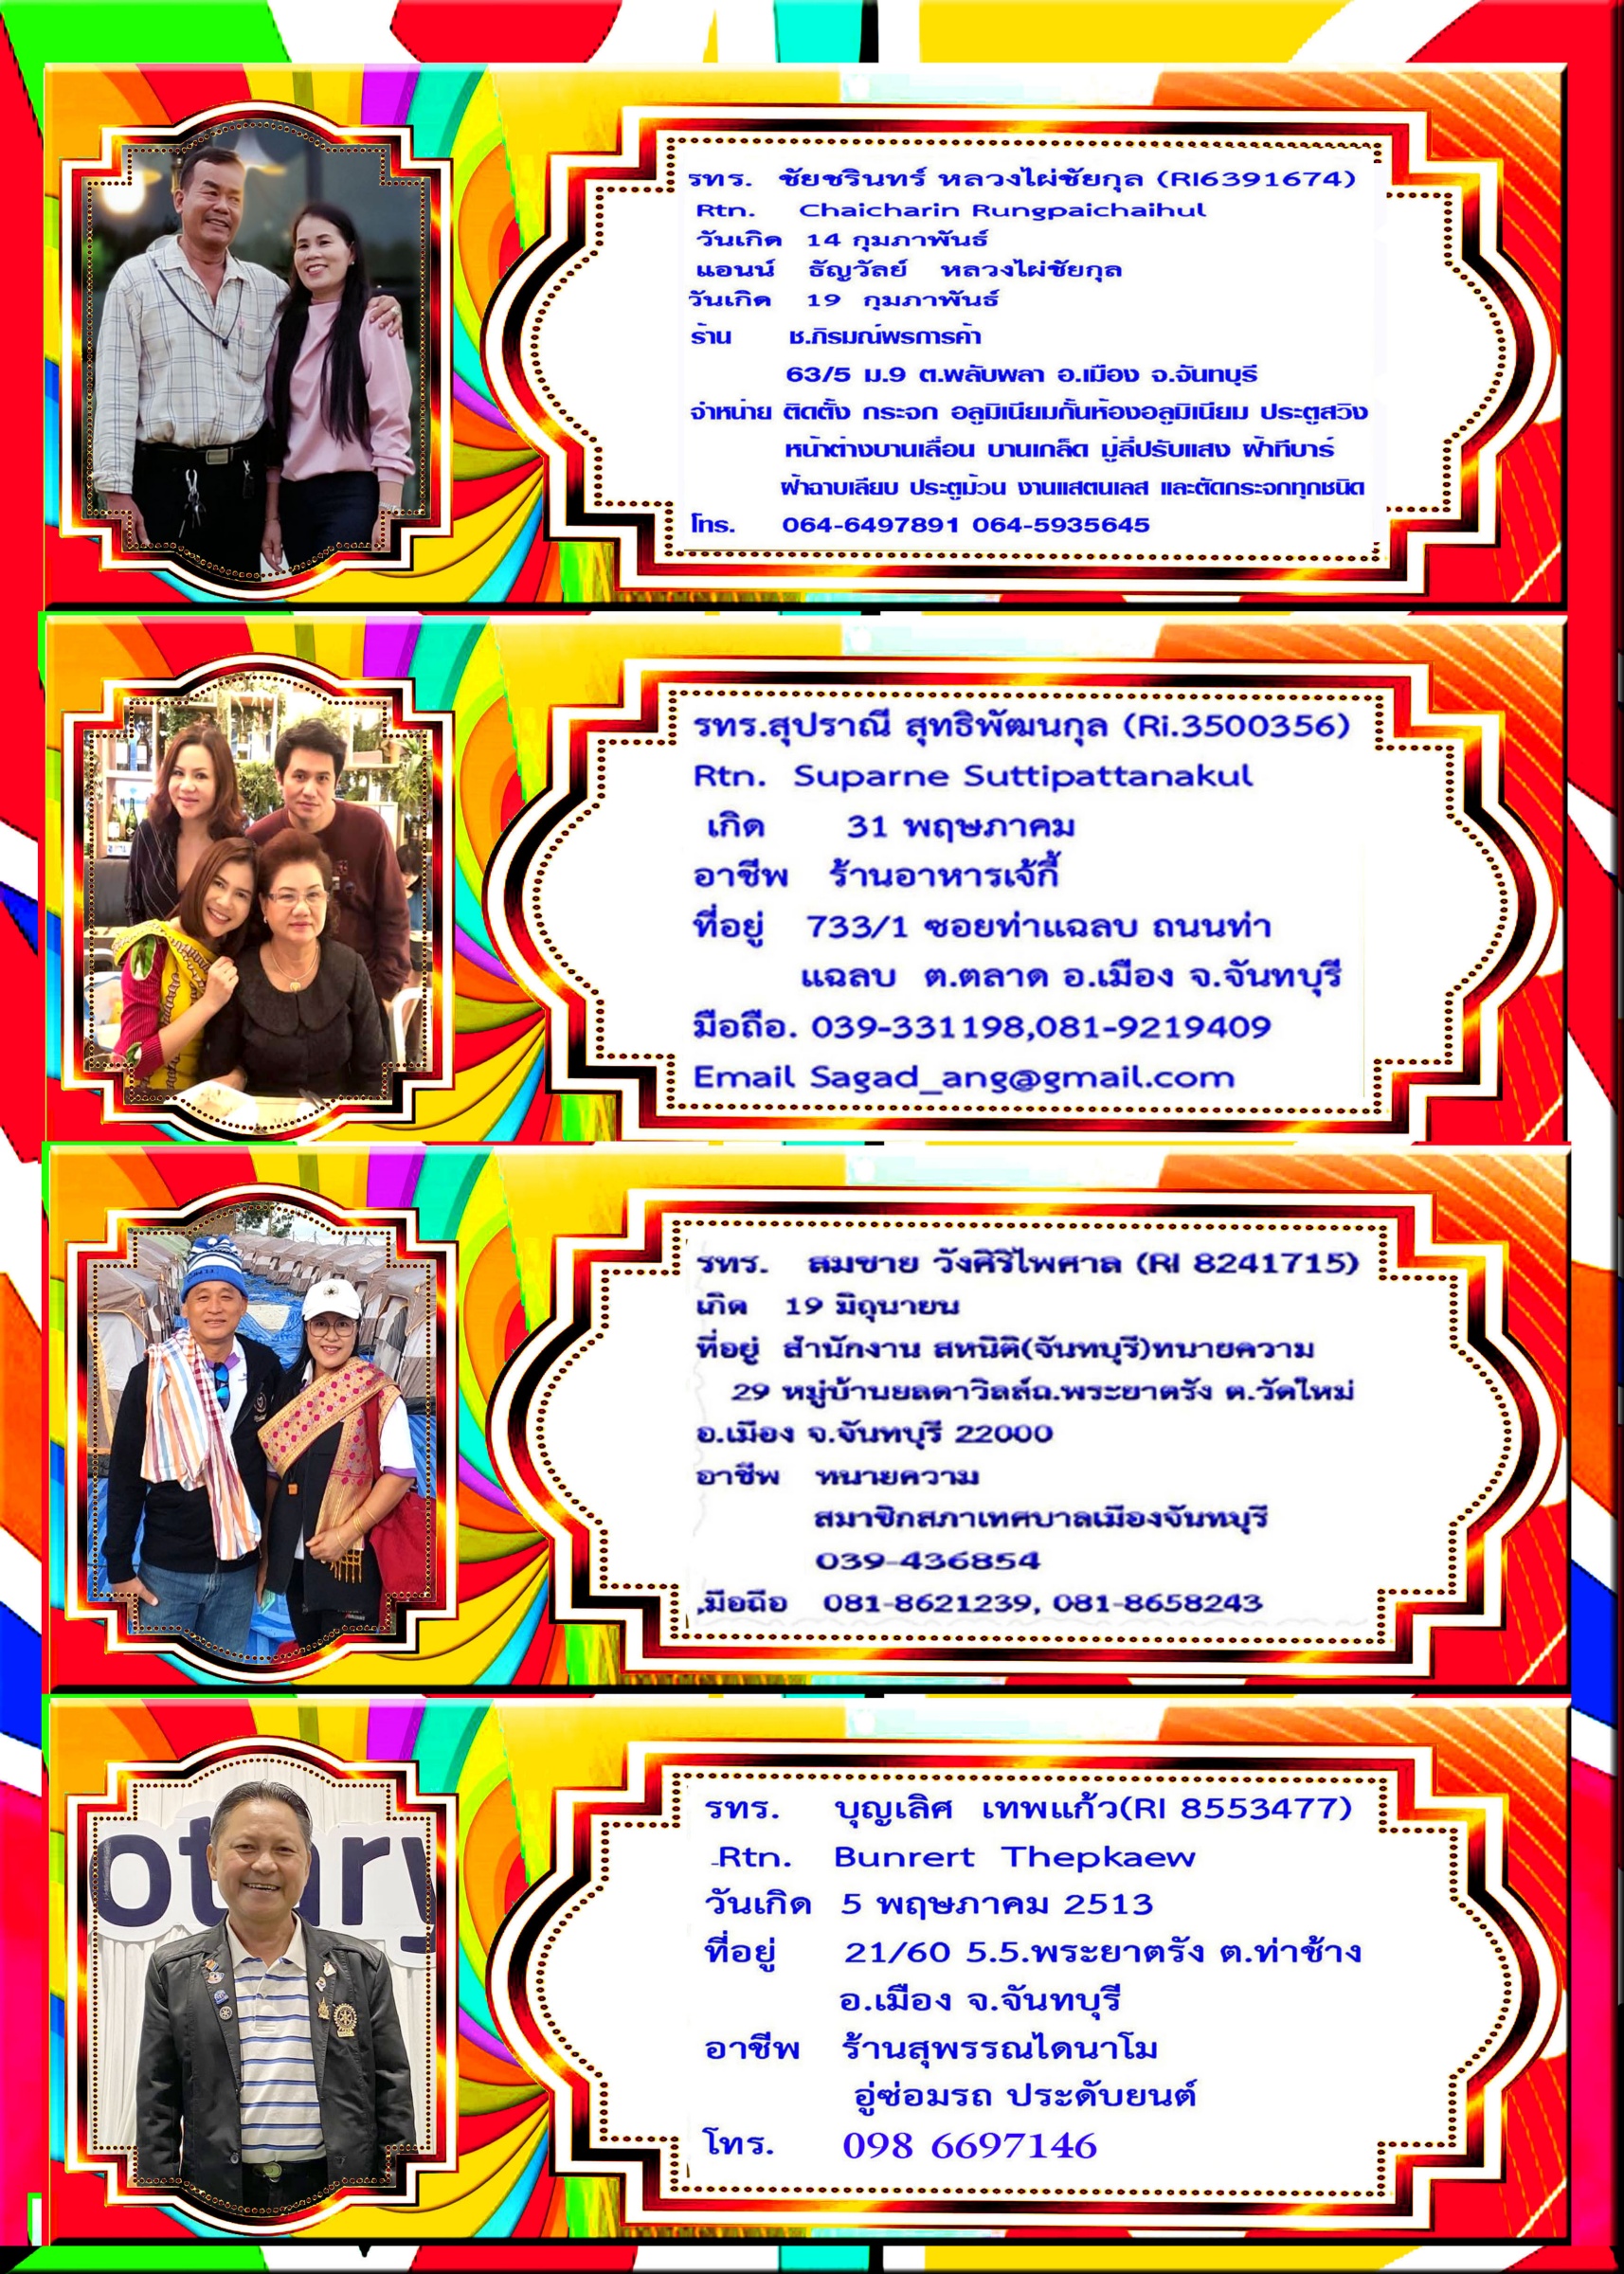 รทร. ชัยชรินทร์ หลวงไผ่ชัยกุล (RI6391674)
Rtn. Chaicharin Rungpaichaihul
วันเกิด 14 กุมภาพันธ์
แอนน์ ธัญวัลย์ หลวงไผ่ชัยกุล
วันเกิด 19 กุมภาพันธ์
ร้าน ช.ภิรมณ์พรการค้า
63/5 ม.9 ต.พลับพลา อ.เมือง จ.จันทบุรี
จำหน่าย ติดตั้ง กระจก อลูมิเนียมกั้นห้องอลูมิเนียม ประตูสวิง
หน้าต่างบานเลื่อน บานเกล็ด มู่ลี่ปรับแสง ฝ้าทีบาร์
ฝ้าฉาบเลียบ ประตูม้วน งานแสตนเลส และตัดกระจกทุกชนิด
โทร. 064-6497891 064-5935645
รทร.สุปราณี สุทธิพัฒนกุล (Ri.3500356)
Rtn. Suparne Suttipattanakul
เกิด 31 พฤษภาคม
อาชีพ ร้านอาหารเจ้กี้
ที่อยู่ 733/1 ซอยท่าแฉลบ ถนนท่า
แฉลบ ต.ตลาด อ.เมือง จ.จันทบุรี
มือถือ. 039-331198,081-9219409
Email Sagad_ang@gmail.com
รทร. สมชาย วังศิริไพศาล (RI 8241715)
เกิด 19 มิถุนายน
ที่อยู่ สำนักงาน สหนิติ(จันทบุรี)ทนายความ
29 หมู่บ้านยลดาวิลล์ถ.พระยาตรัง ต.วัดใหม่
อ.เมือง จ.จันทบุรี 22000
อาชีพ ทนายความ
สมาชิกสภาเทศบาลเมืองจันทบุรี
039-436854
,มือถือ 081-8621239, 081-8658243
otary
รทร. บุญเลิศ เทพแก้ว(RI 8553477)
-Rtn. Bunrert Thepkaew
วันเกิด 5 พฤษภาคม 2513
ที่อยู่ 21/60 5.5.พระยาตรัง ต.ท่าช้าง
อ.เมือง จ.จันทบุรี
อาชีพ ร้านสุพรรณไดนาโม
อู่ซ่อมรถ ประดับยนต์
โทร. 098 6697146